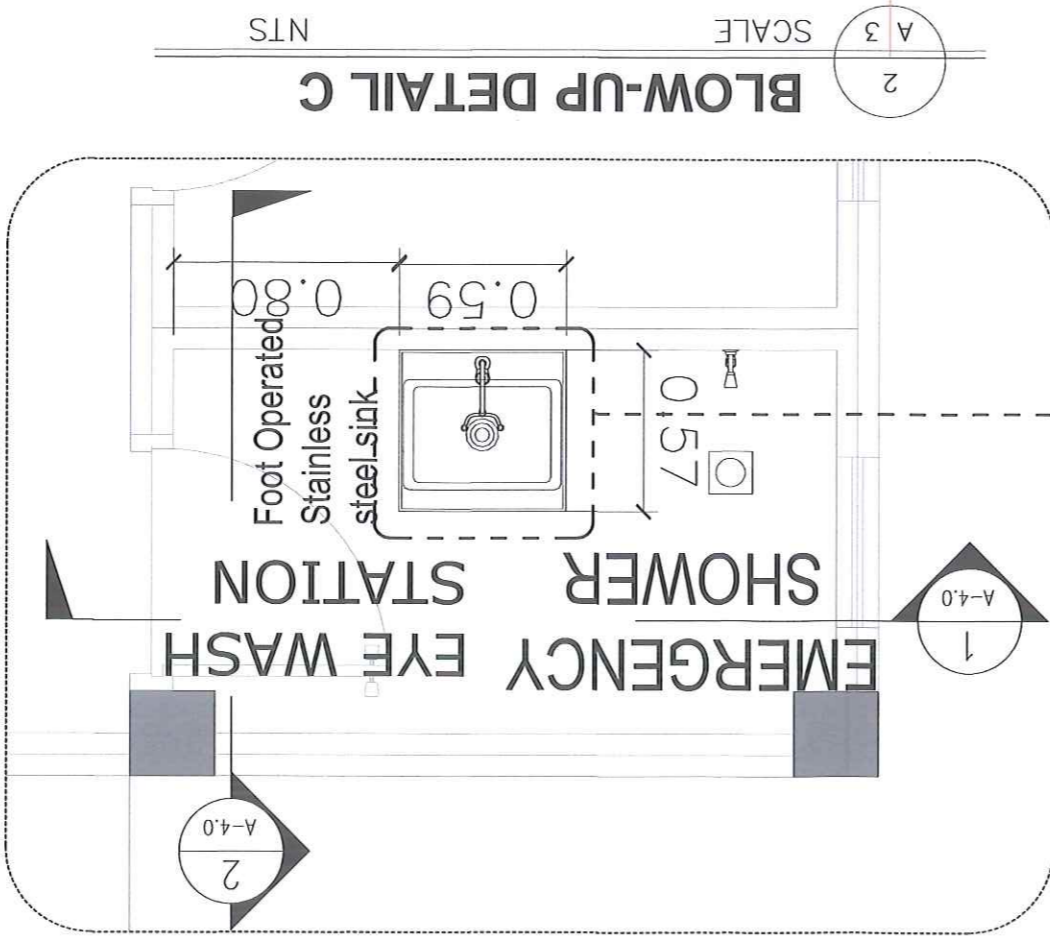 2
A-4.0
EMERGENCY EYE WASH
1
A-4.0
SHOWER STATION
0.57
Foot Operated
Stainless
steel sink
0.59 0.80
2
BLOW-UP DETAIL C
A 3 SCALE NTS